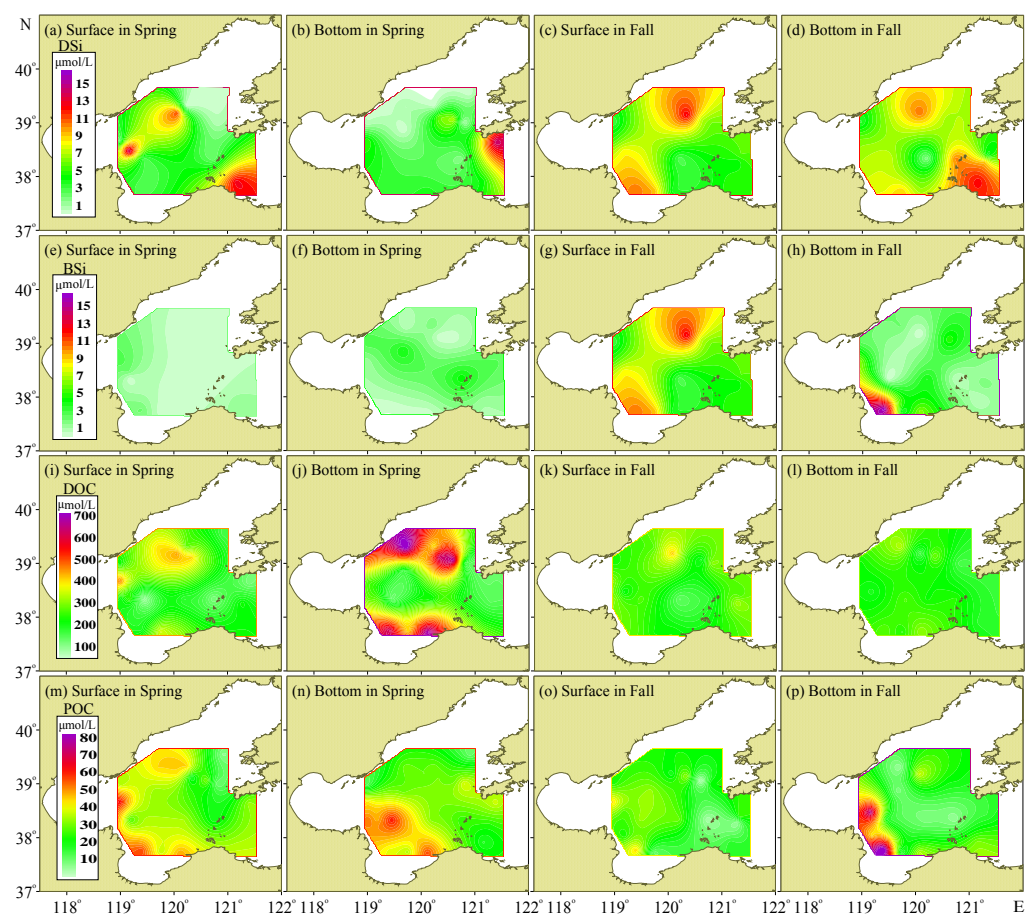 N
(a) Surface in Spring
(b) Bottom in Spring
(c) Surface in Fall
(d) Bottom in Fall
DSi
μmol/L
15
13
11
9
7
5
3
1
40°
39°
38°
37°
(e) Surface in Spring
(f) Bottom in Spring
(g) Surface in Fall
(h) Bottom in Fall
BSi
μmol/L
15
13
11
9
7
5
3
1
40°
39°
38°
37°
(i) Surface in Spring
(j) Bottom in Spring
(k) Surface in Fall
(l) Bottom in Fall
DOC
μmol/L
700
600
500
400
300
200
100
40°
39°
38°
37°
(m) Surface in Spring
(n) Bottom in Spring
(o) Surface in Fall
(p) Bottom in Fall
POC
μmol/L
80
70
60
50
40
30
20
10
40°
39°
38°
37°
118° 119° 120° 121° 122 118° 119° 120° 121° 122 118° 119° 120° 121° 122 118° 119° 120° 121° E